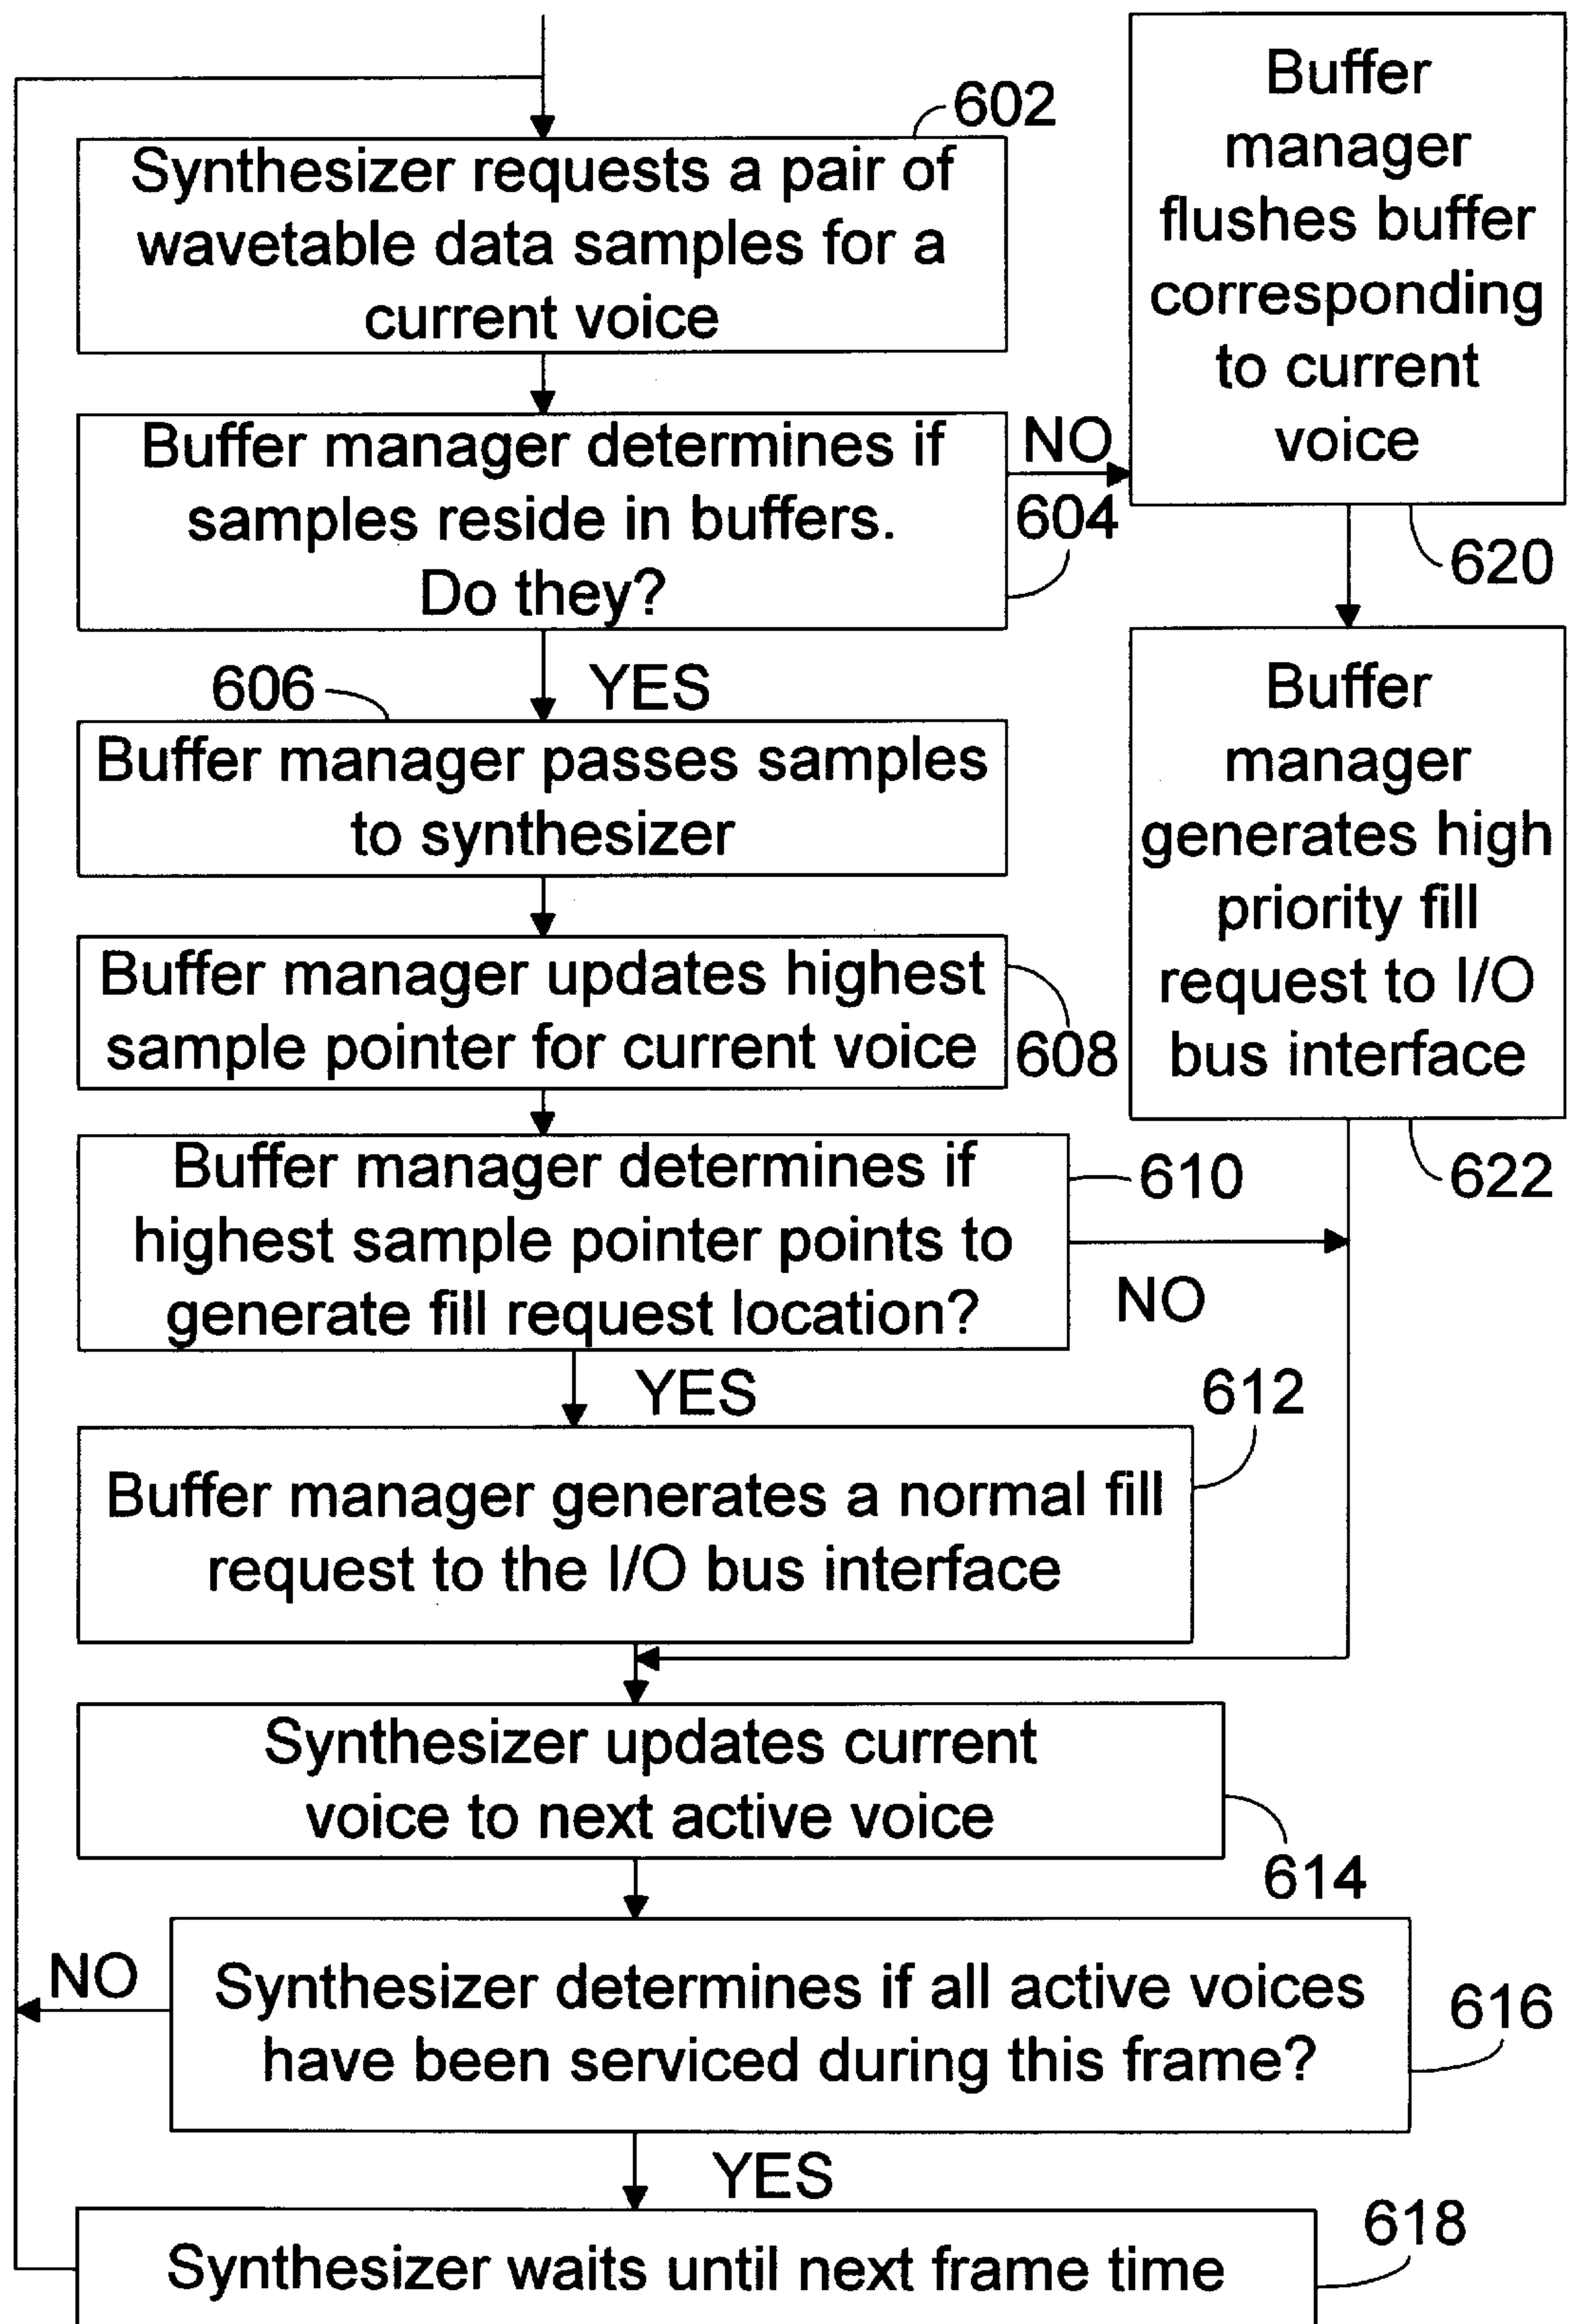 602
Synthesizer requests a pair of
wavetable data samples for a
current voice
Buffer manager determines if
samples reside in buffers.
Do they?
NO
604
YES
606
Buffer manager passes samples
to synthesizer
Buffer manager updates highest
sample pointer for current voice
608
Buffer manager determines if
highest sample pointer points to
generate fill request location?
610
NO
YES
612
Buffer manager generates a normal fill
request to the I/O bus interface
Synthesizer updates current
voice to next active voice
614
Synthesizer determines if all active voices
have been serviced during this frame?
NO
616
YES
618
Synthesizer waits until next frame time
Buffer
manager
flushes buffer
corresponding
to current
voice
620
Buffer
manager
generates high
priority fill
request to I/O
bus interface
622